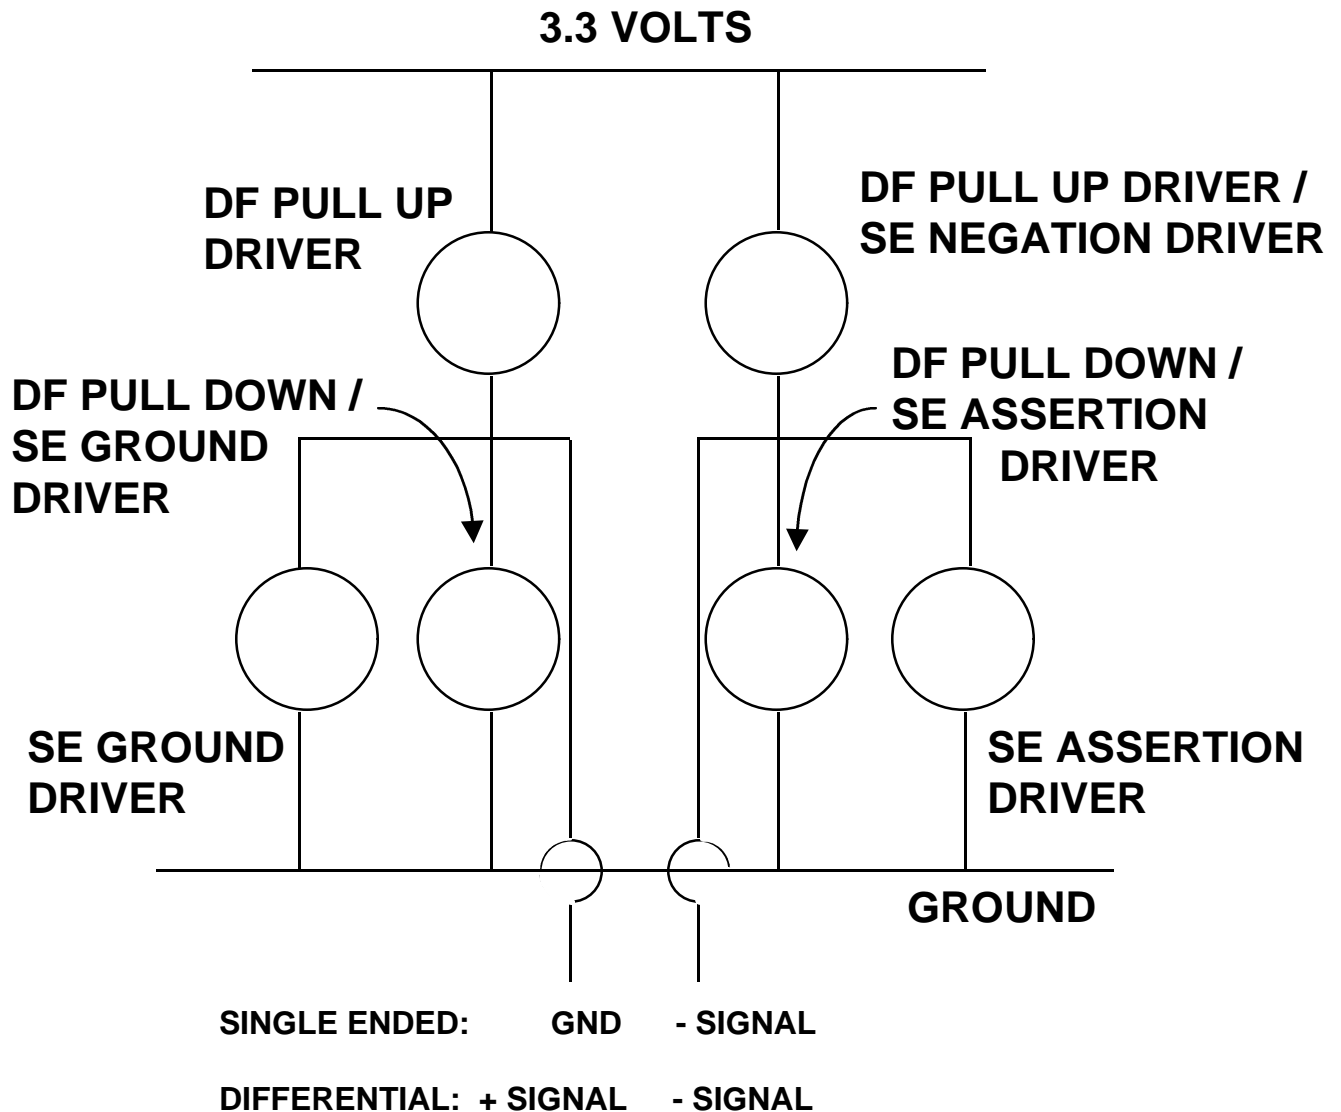 3.3 VOLTS
DF PULL UP
DRIVER
DF PULL UP DRIVER /
SE NEGATION DRIVER
DF PULL DOWN /
SE GROUND
DRIVER
DF PULL DOWN /
SE ASSERTION
DRIVER
SE GROUND
DRIVER
SE ASSERTION
DRIVER
GROUND
SINGLE ENDED: GND - SIGNAL
DIFFERENTIAL: + SIGNAL - SIGNAL